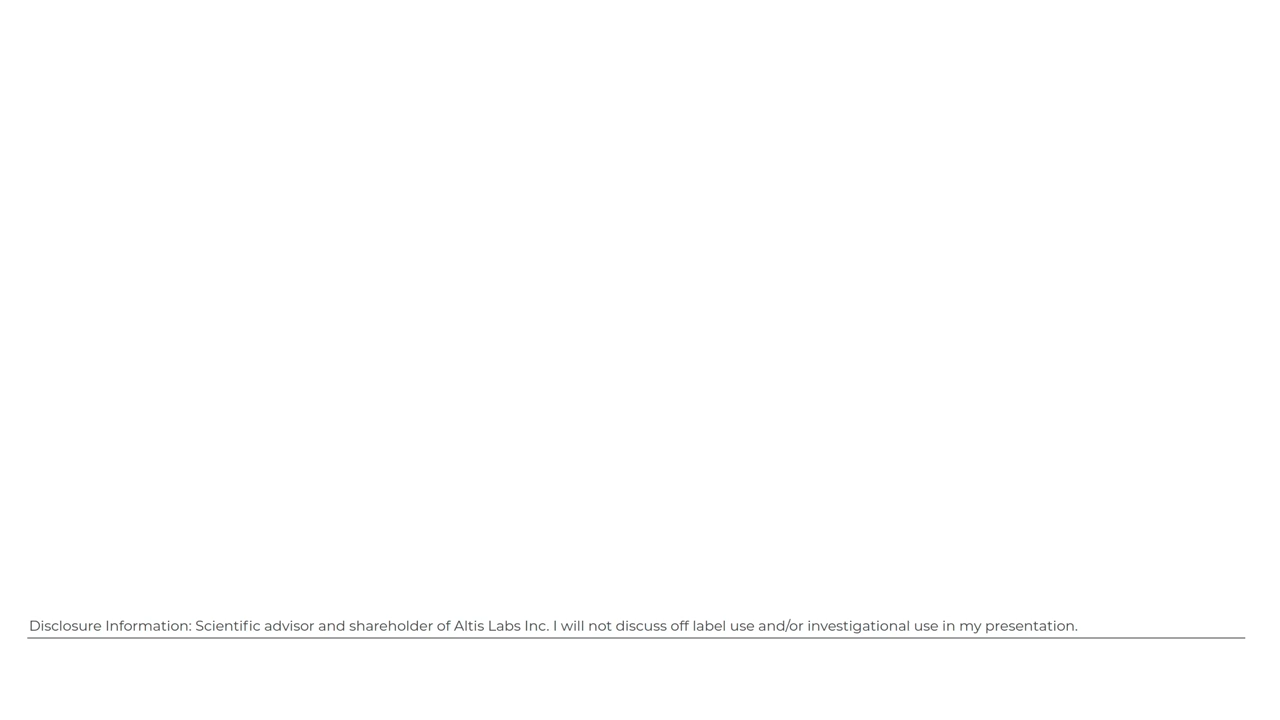 Disclosure Information: Scientific advisor and shareholder of Altis Labs Inc. I will not discuss off label use and/or investigational use in my presentation.